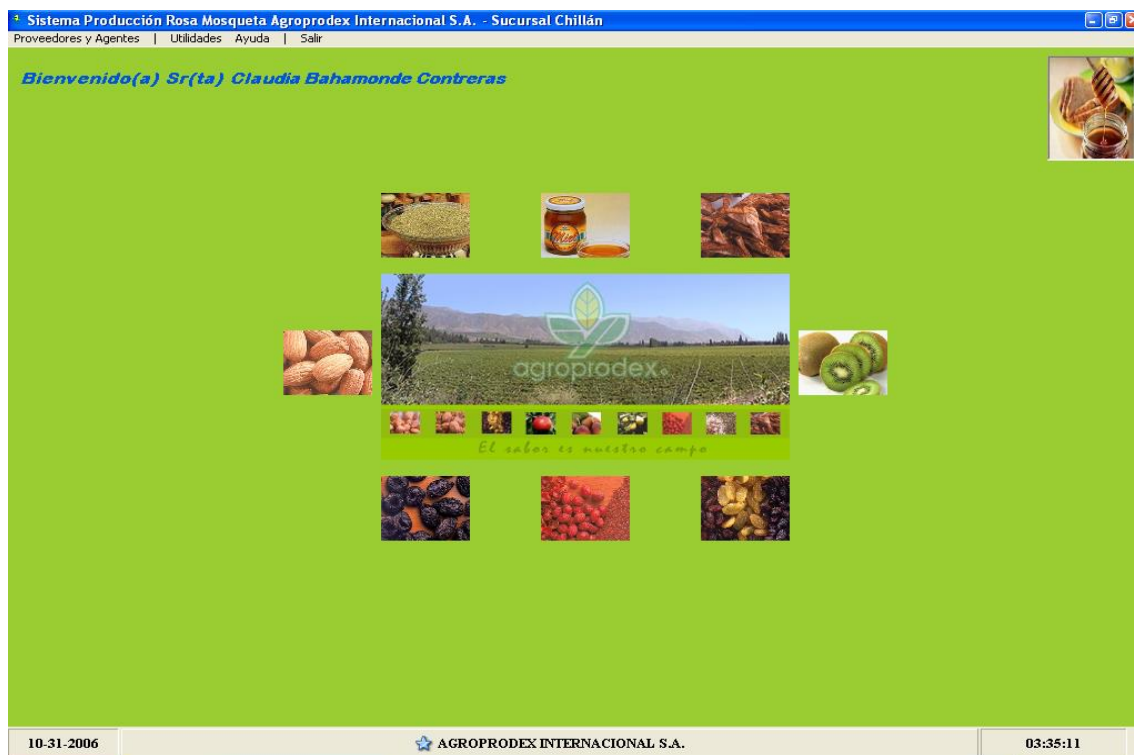 Sistema Producción Rosa Mosqueta Agroprodex Internacional S.A. - Sucursal Chillán
Proveedores y Agentes | Utilidades Ayuda | Salir
Bienvenido(a) Sr(ta) Claudia Bahamonde Contreras
Miel
agroprodex.
El sabor es nuestro campo
10-31-2006 AGROPRODEX INTERNACIONAL S.A. 03:35:11